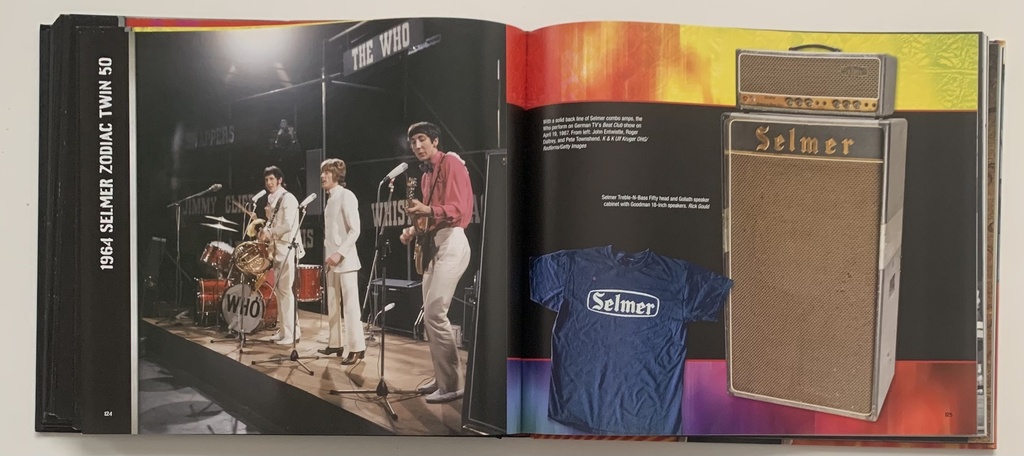 1964 SELMER ZODIAC TWIN 50
THE WHO
WHO
WHIS
124
With a solid back line of Selmer combo amps, the
Who perform on German TV's Beat Club show on
April 19, 1967. From left: John Entwistle, Roger
Daltrey, and Pete Townshend. K & K Ulf Kruger OHG/
Redferns/Getty Images
Selmer Treble-N-Bass Fifty head and Goliath speaker
cabinet with Goodman 18-inch speakers. Rick Gould
Selmer
Selmer
125